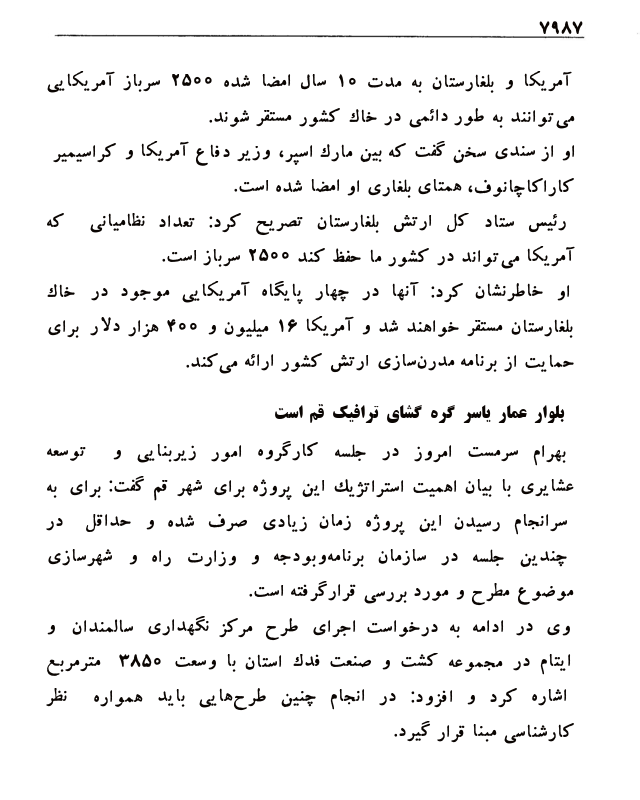 ۷۹۸۷
آمریکا و بلغارستان به مدت ۱۰ سال امضا شده ۲۵۰۰ سرباز آمریکایی
می‌توانند به طور دائمی در خاك کشور مستقر شوند.
او از سندی سخن گفت که بین مارك اسپر، وزیر دفاع آمریکا و کراسیمیر
کاراکاچانوف، همتای بلغاری او امضا شده است.
رئیس ستاد کل ارتش بلغارستان تصریح کرد: تعداد نظامیانی که
آمریکا می‌تواند در کشور ما حفظ کند ۲۵۰۰ سرباز است.
او خاطرنشان کرد: آنها در چهار پایگاه آمریکایی موجود در خاك
بلغارستان مستقر خواهند شد و آمریکا ۱۶ میلیون و ۴۰۰ هزار دلار برای
حمایت از برنامه مدرن‌سازی ارتش کشور ارائه می‌کند.
بلوار عمار یاسر گره گشای ترافیک قم است
بهرام سرمست امروز در جلسه کارگروه امور زیربنایی و توسعه
عشایری با بیان اهمیت استراتژیك این پروژه برای شهر قم گفت: برای به
سرانجام رسیدن این پروژه زمان زیادی صرف شده و حداقل در
چندین جلسه در سازمان برنامه‌وبودجه و وزارت راه و شهرسازی
موضوع مطرح و مورد بررسی قرارگرفته است.
وی در ادامه به درخواست اجرای طرح مرکز نگهداری سالمندان و
ایتام در مجموعه کشت و صنعت فدك استان با وسعت ۳۸۵۰ مترمربع
اشاره کرد و افزود: در انجام چنین طرح‌هایی باید همواره نظر
کارشناسی مبنا قرار گیرد.